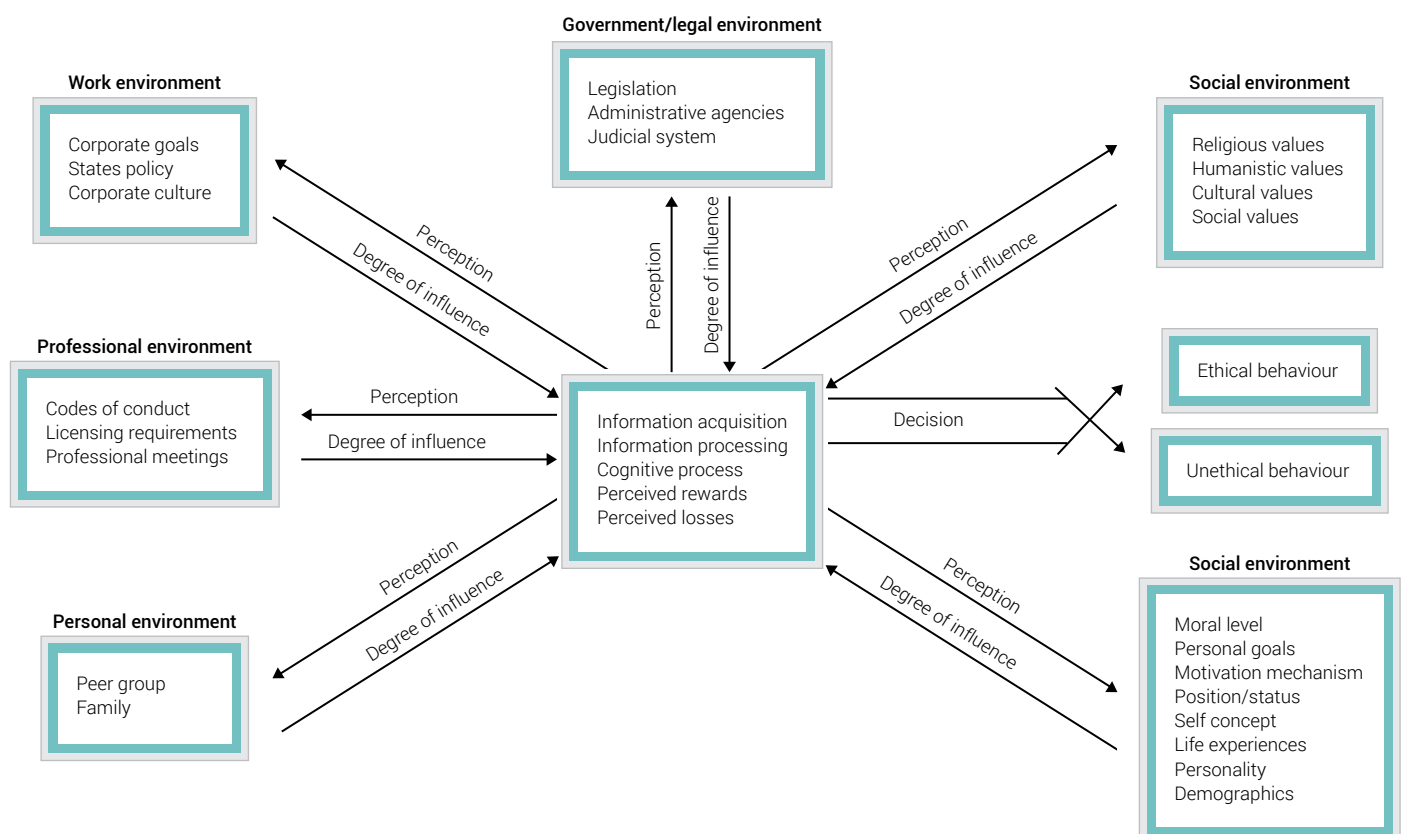 Government/legal environment
Legislation
Administrative agencies
Judicial system
Work environment
Corporate goals
States policy
Corporate culture
Social environment
Religious values
Humanistic values
Cultural values
Social values
Perception
Degree of influence
Perception
Degree of influence
Perception
Degree of influence
Professional environment
Codes of conduct
Licensing requirements
Professional meetings
Perception
Degree of influence
Information acquisition
Information processing
Cognitive process
Perceived rewards
Perceived losses
Decision
Ethical behaviour
Unethical behaviour
Perception
Degree of influence
Perception
Degree of influence
Personal environment
Peer group
Family
Social environment
Moral level
Personal goals
Motivation mechanism
Position/status
Self concept
Life experiences
Personality
Demographics